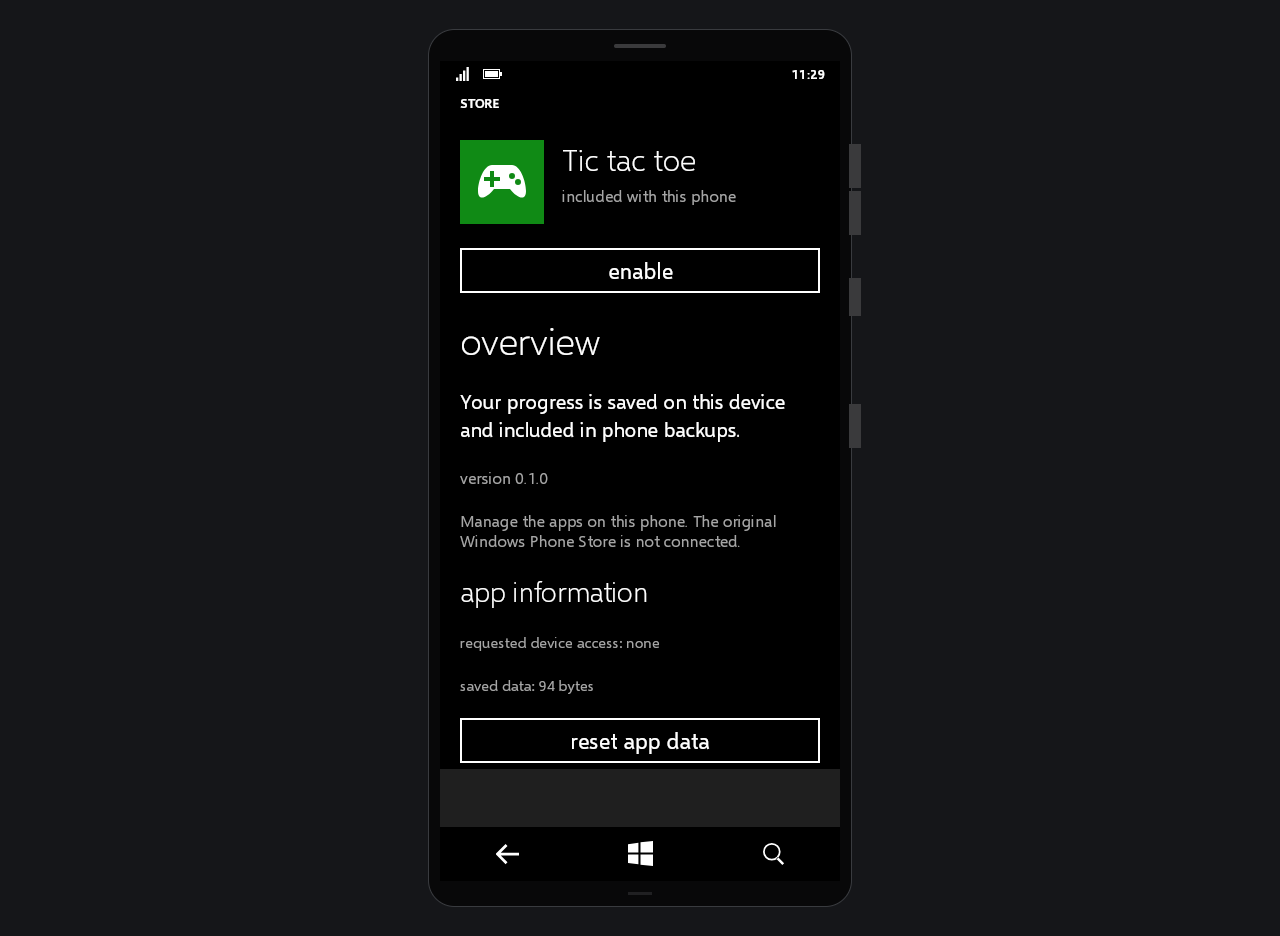 11:29
STORE
Tic tac toe
included with this phone
enable
overview
Your progress is saved on this device
and included in phone backups.
version 0.1.0
Manage the apps on this phone. The original
Windows Phone Store is not connected.
app information
requested device access: none
saved data: 94 bytes
reset app data